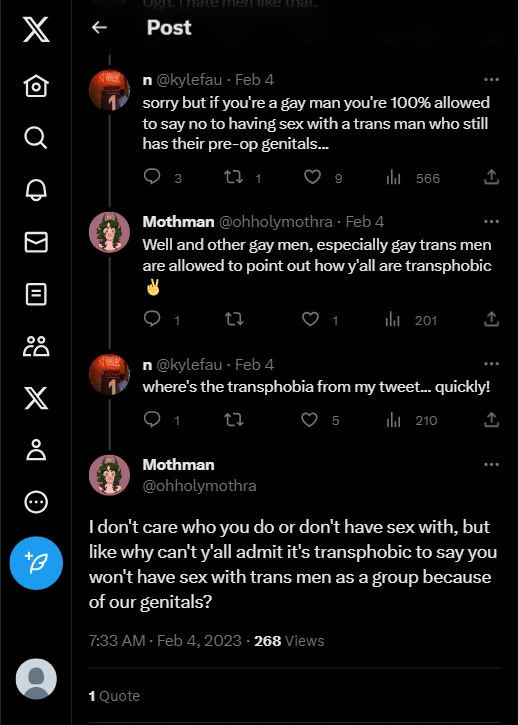 Ugh. I hate men like that.
Post
n @kylefau · Feb 4
sorry but if you're a gay man you're 100% allowed
to say no to having sex with a trans man who still
has their pre-op genitals...
3 1 9 566
Mothman @ohholymothra · Feb 4
Well and other gay men, especially gay trans men
are allowed to point out how y'all are transphobic
✌️
1 1 201
n @kylefau · Feb 4
where's the transphobia from my tweet... quickly!
1 5 210
Mothman
@ohholymothra
I don't care who you do or don't have sex with, but
like why can't y'all admit it's transphobic to say you
won't have sex with trans men as a group because
of our genitals?
7:33 AM · Feb 4, 2023 · 268 Views
1 Quote